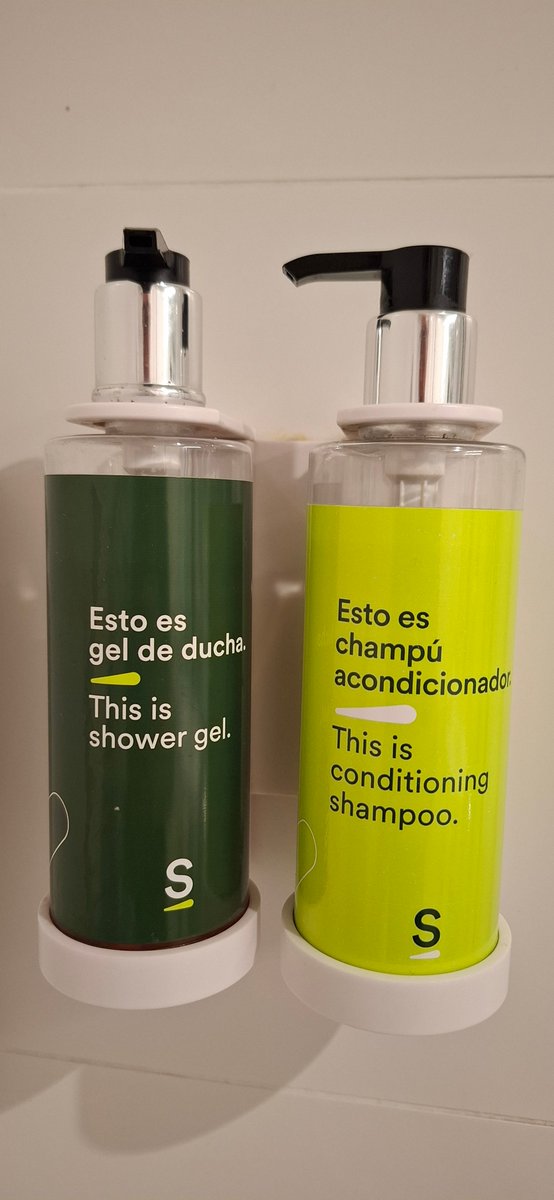 Esto es
gel de ducha.
This is
shower gel.
S
Esto es
champú
acondicionador.
This is
conditioning
shampoo.
S